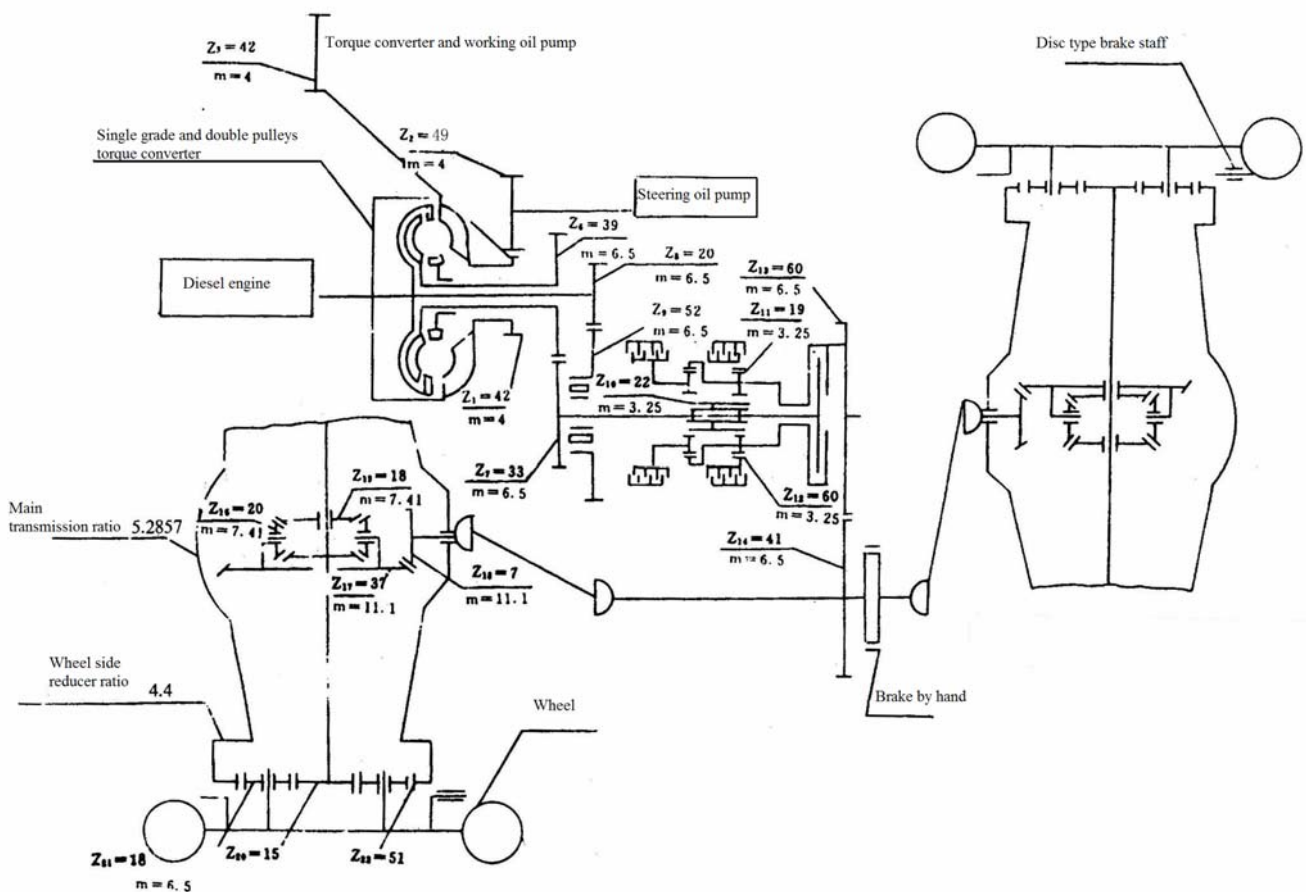 Torque converter and working oil pump
Z₃=42
m=4
Disc type brake staff
Single grade and double pulleys
torque converter
Z₂=49
m=4
Steering oil pump
Z₆=39
m=6.5
Z₈=20
m=6.5
Z₁₃=60
m=6.5
Diesel engine
Z₉=52
m=6.5
Z₁₁=19
m=3.25
Z₁₀=22
m=3.25
Z₁=42
m=4
Z₇=33
m=6.5
Z₁₂=60
m=3.25
Main
transmission ratio 5.2857
Z₁₉=18
m=7.41
Z₁₆=20
m=7.41
Z₁₄=41
m=6.5
Z₁₇=37
m=11.1
Z₁₈=7
m=11.1
Wheel side
reducer ratio 4.4
Wheel
Brake by hand
Z₂₁=18
m=6.5
Z₂₀=15
Z₂₂=51